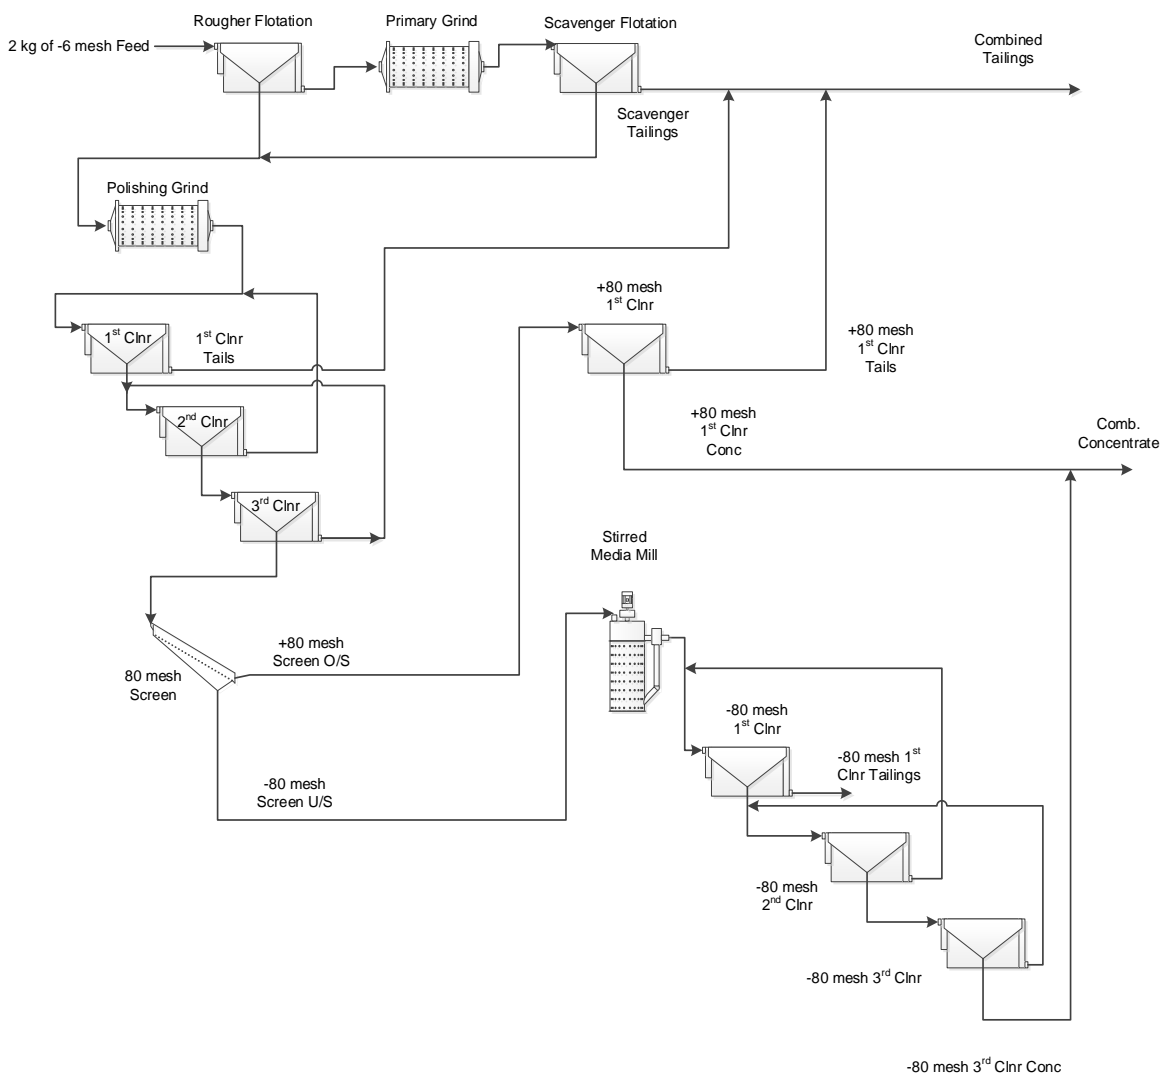 Rougher Flotation
Primary Grind
Scavenger Flotation
2 kg of -6 mesh Feed
Combined
Tailings
Scavenger
Tailings
Polishing Grind
+80 mesh
1st Clnr
1st Clnr
1st Clnr
Tails
+80 mesh
1st Clnr
Tails
2nd Clnr
+80 mesh
1st Clnr
Conc
Comb.
Concentrate
3rd Clnr
Stirred
Media Mill
+80 mesh
Screen O/S
80 mesh
Screen
-80 mesh
1st Clnr
-80 mesh 1st
Clnr Tailings
-80 mesh
Screen U/S
-80 mesh
2nd Clnr
-80 mesh 3rd Clnr
-80 mesh 3rd Clnr Conc